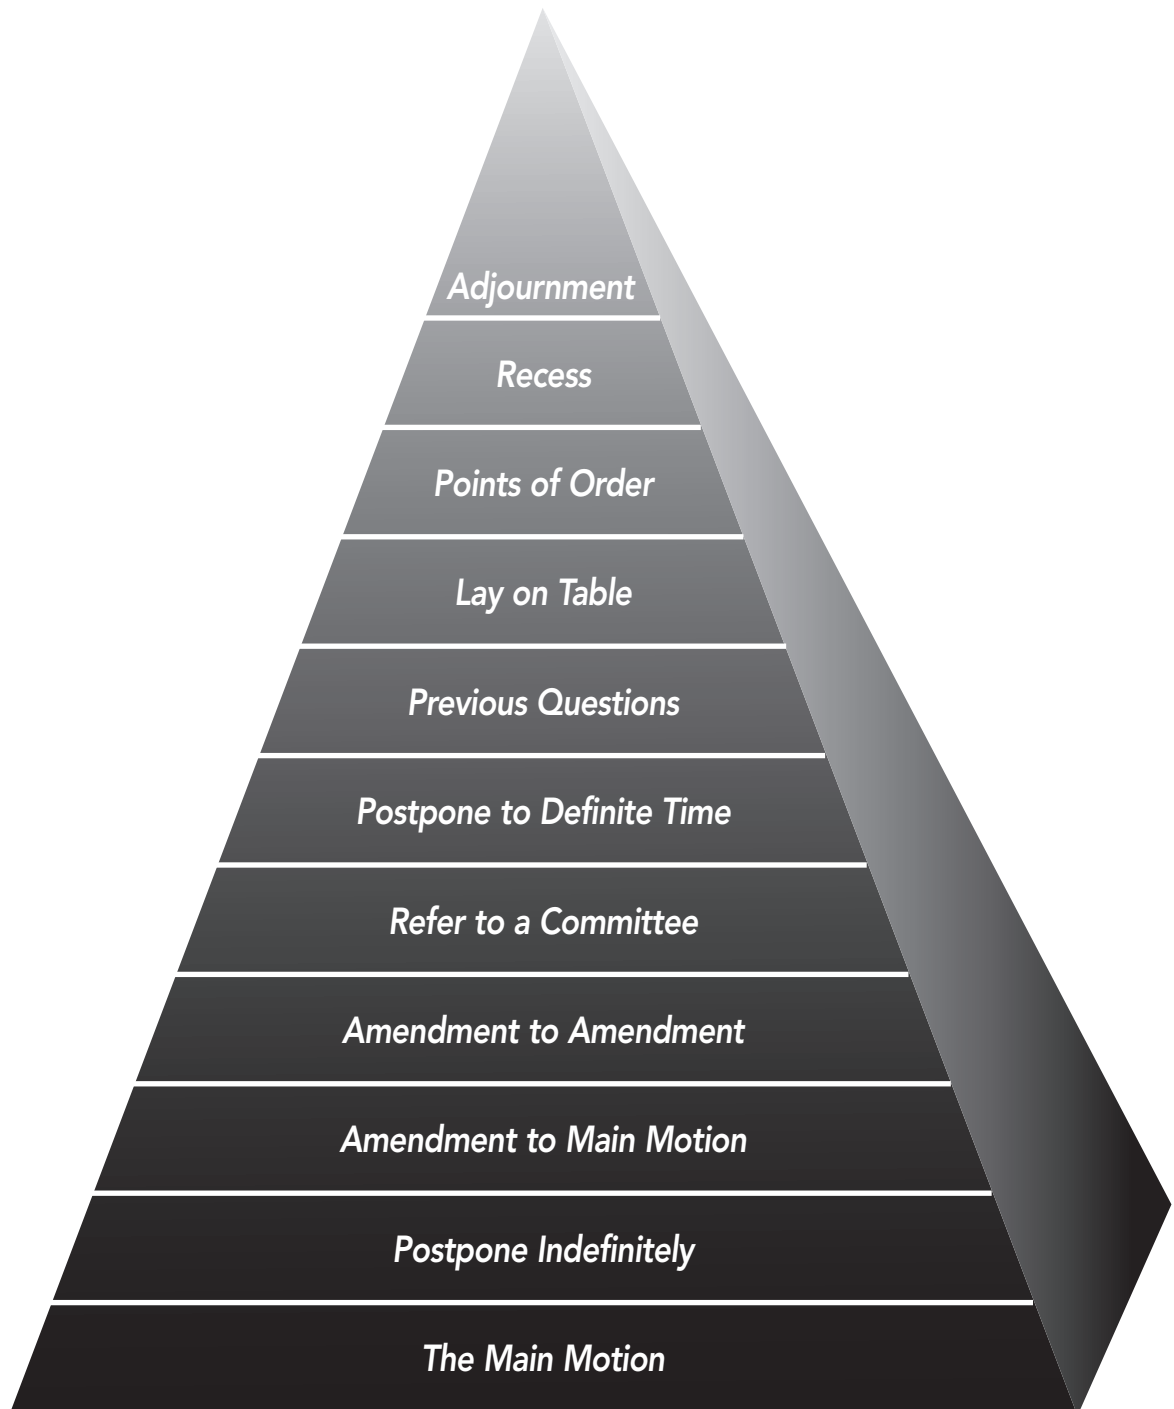 Adjournment
Recess
Points of Order
Lay on Table
Previous Questions
Postpone to Definite Time
Refer to a Committee
Amendment to Amendment
Amendment to Main Motion
Postpone Indefinitely
The Main Motion